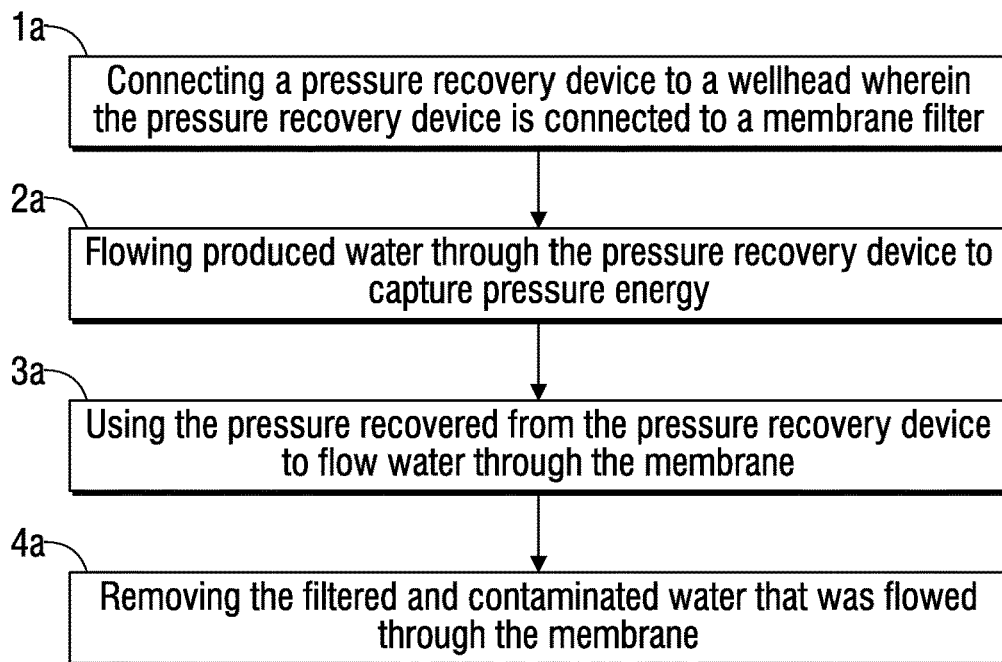 1a
Connecting a pressure recovery device to a wellhead wherein
the pressure recovery device is connected to a membrane filter
2a
Flowing produced water through the pressure recovery device to
capture pressure energy
3a
Using the pressure recovered from the pressure recovery device
to flow water through the membrane
4a
Removing the filtered and contaminated water that was flowed
through the membrane